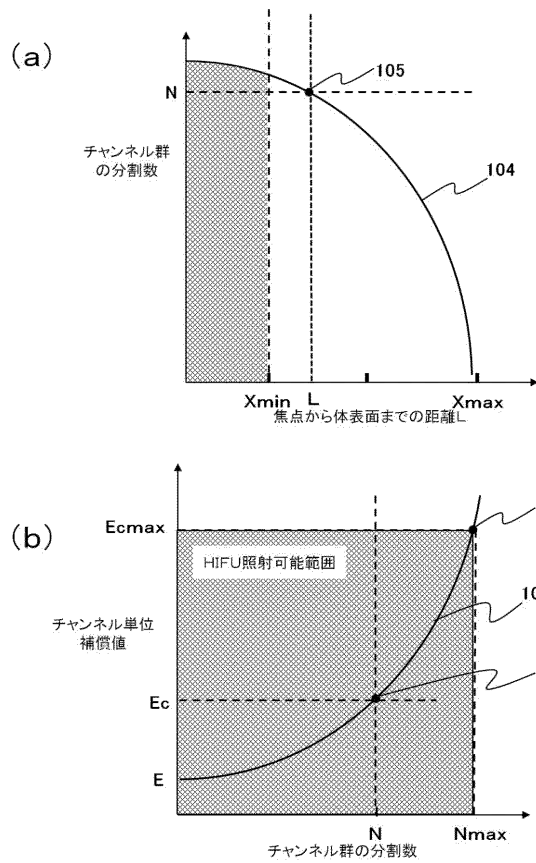 (a)
105
N
チャンネル群
の分割数
104
Xmin L Xmax
焦点から体表面までの距離L
(b)
Ecmax
HIFU照射可能範囲
チャンネル単位
補償値
Ec
E
N Nmax
チャンネル群の分割数